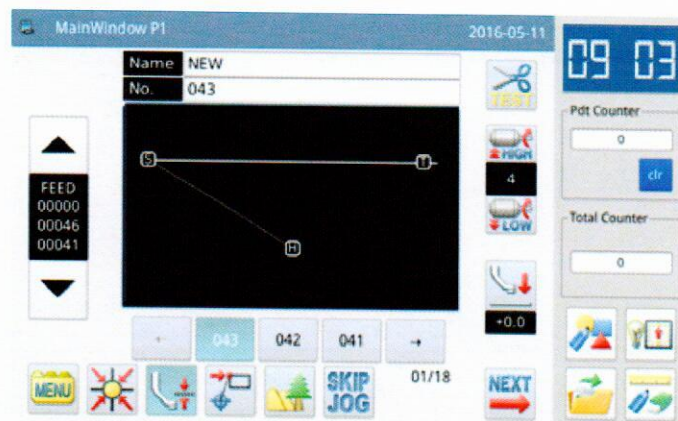 MainWindow P1
2016-05-11
09 03
Name NEW
No. 043
TEST
Pdt Counter
0
clr
HIGH
4
LOW
FEED
00000
00046
00041
S
T
H
Total Counter
0
+0.0
←
043
042
041
→
01/18
MENU
SKIP
JOG
NEXT